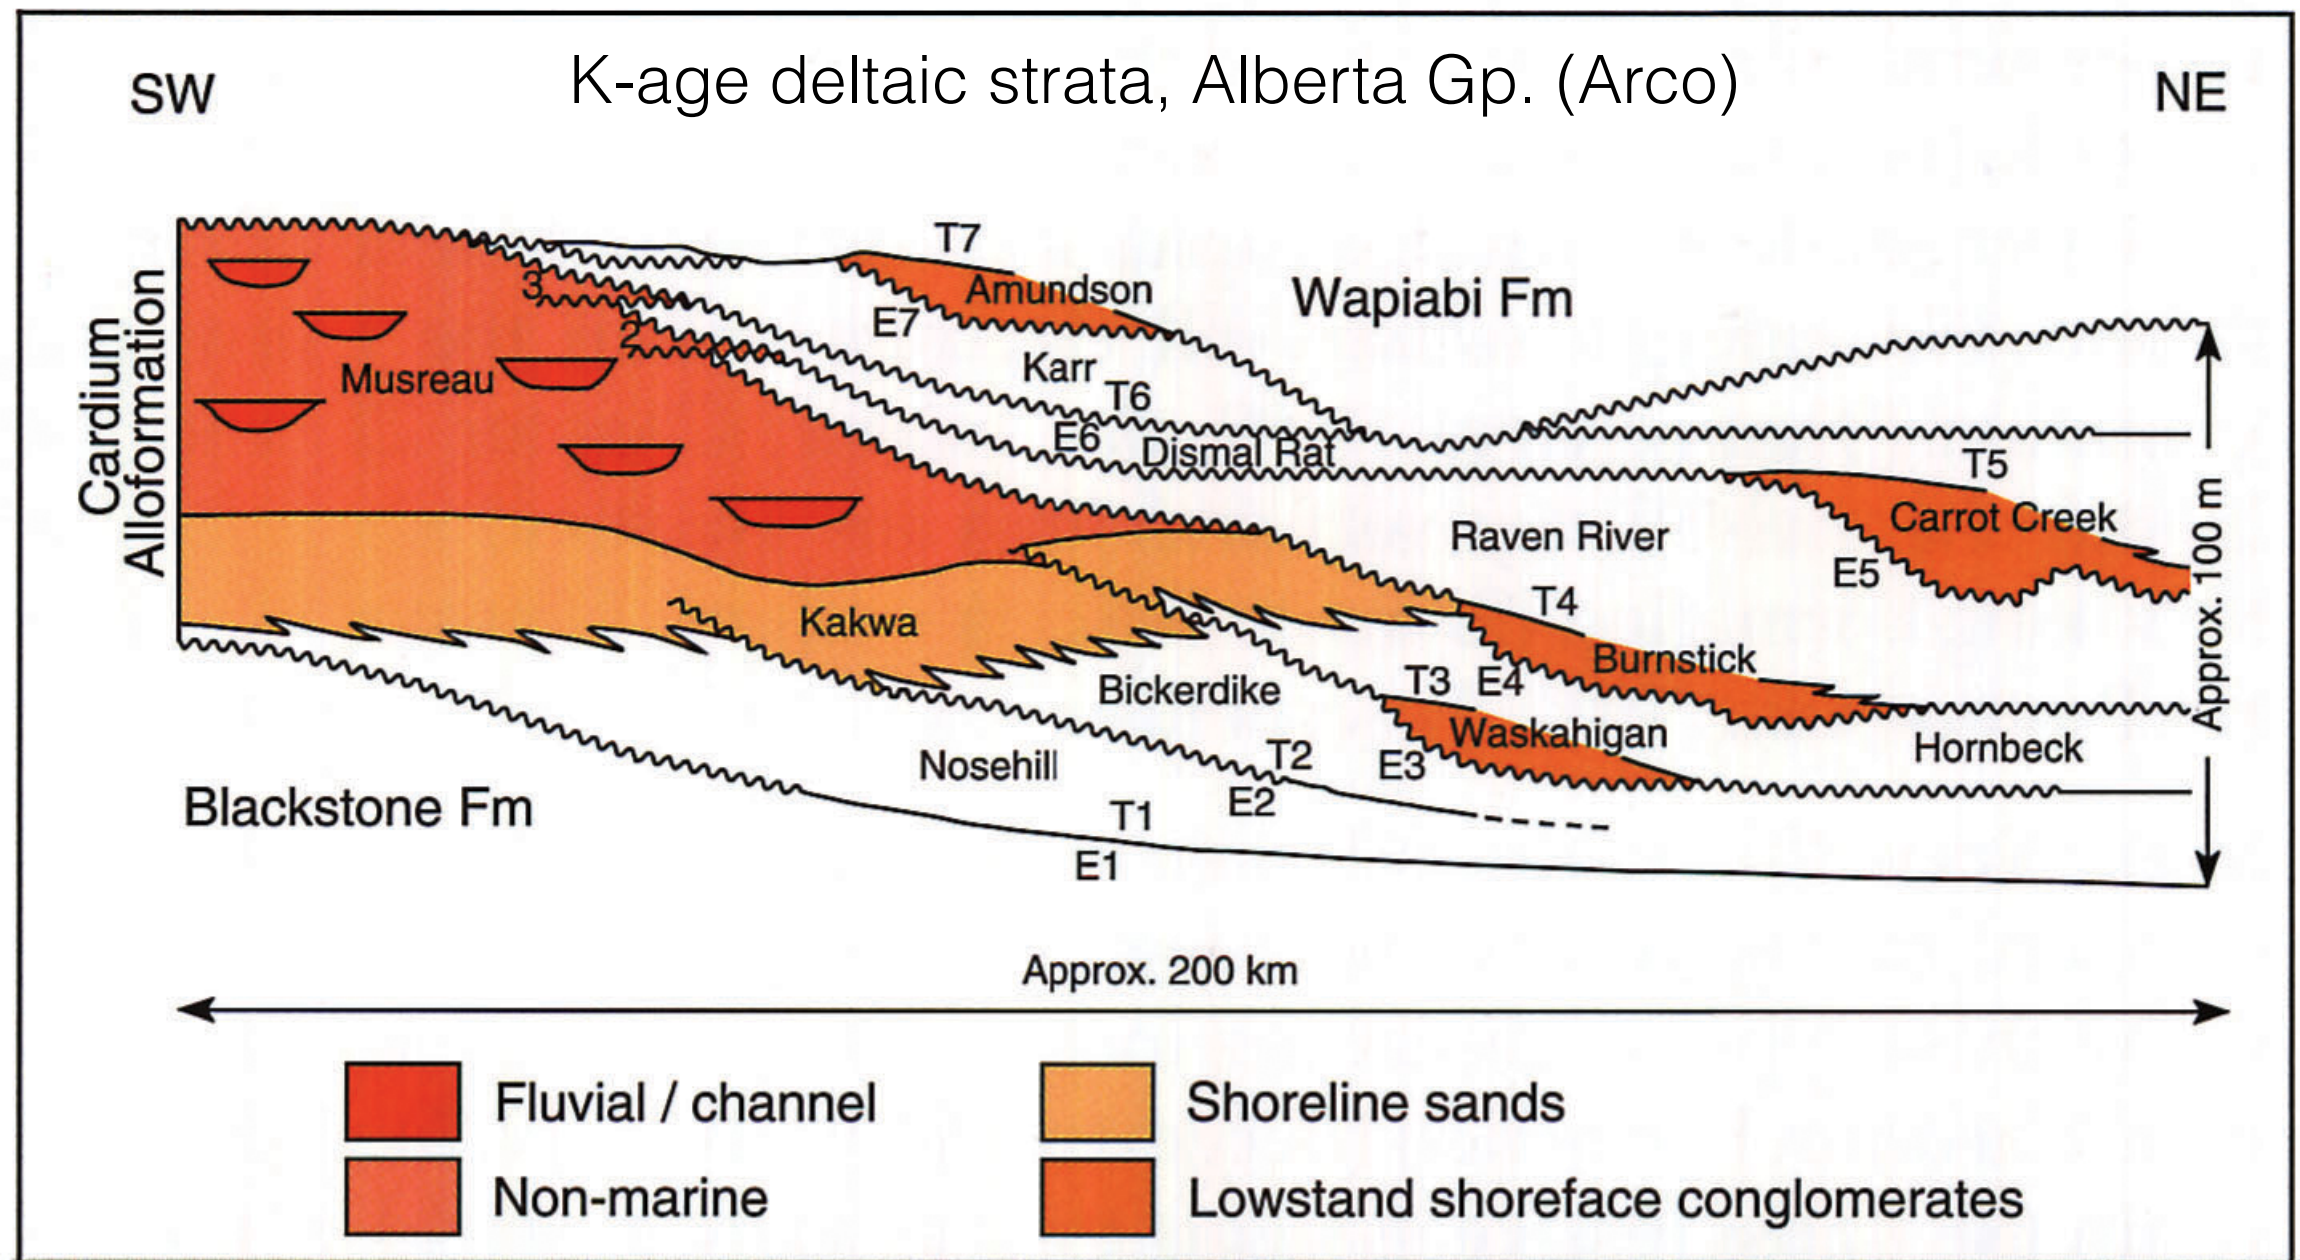 K-age deltaic strata, Alberta Gp. (Arco)
SW
NE
T7
Amundson
Wapiabi Fm
3
E7
2
Karr
Musreau
T6
E6
Dismal Rat
T5
Carrot Creek
Raven River
E5
Cardium
Alloformation
T4
Kakwa
Burnstick
T3
E4
Bickerdike
Waskahigan
Approx. 100 m
Hornbeck
T2
E3
Nosehill
E2
Blackstone Fm
T1
E1
Approx. 200 km
Fluvial / channel
Shoreline sands
Non-marine
Lowstand shoreface conglomerates